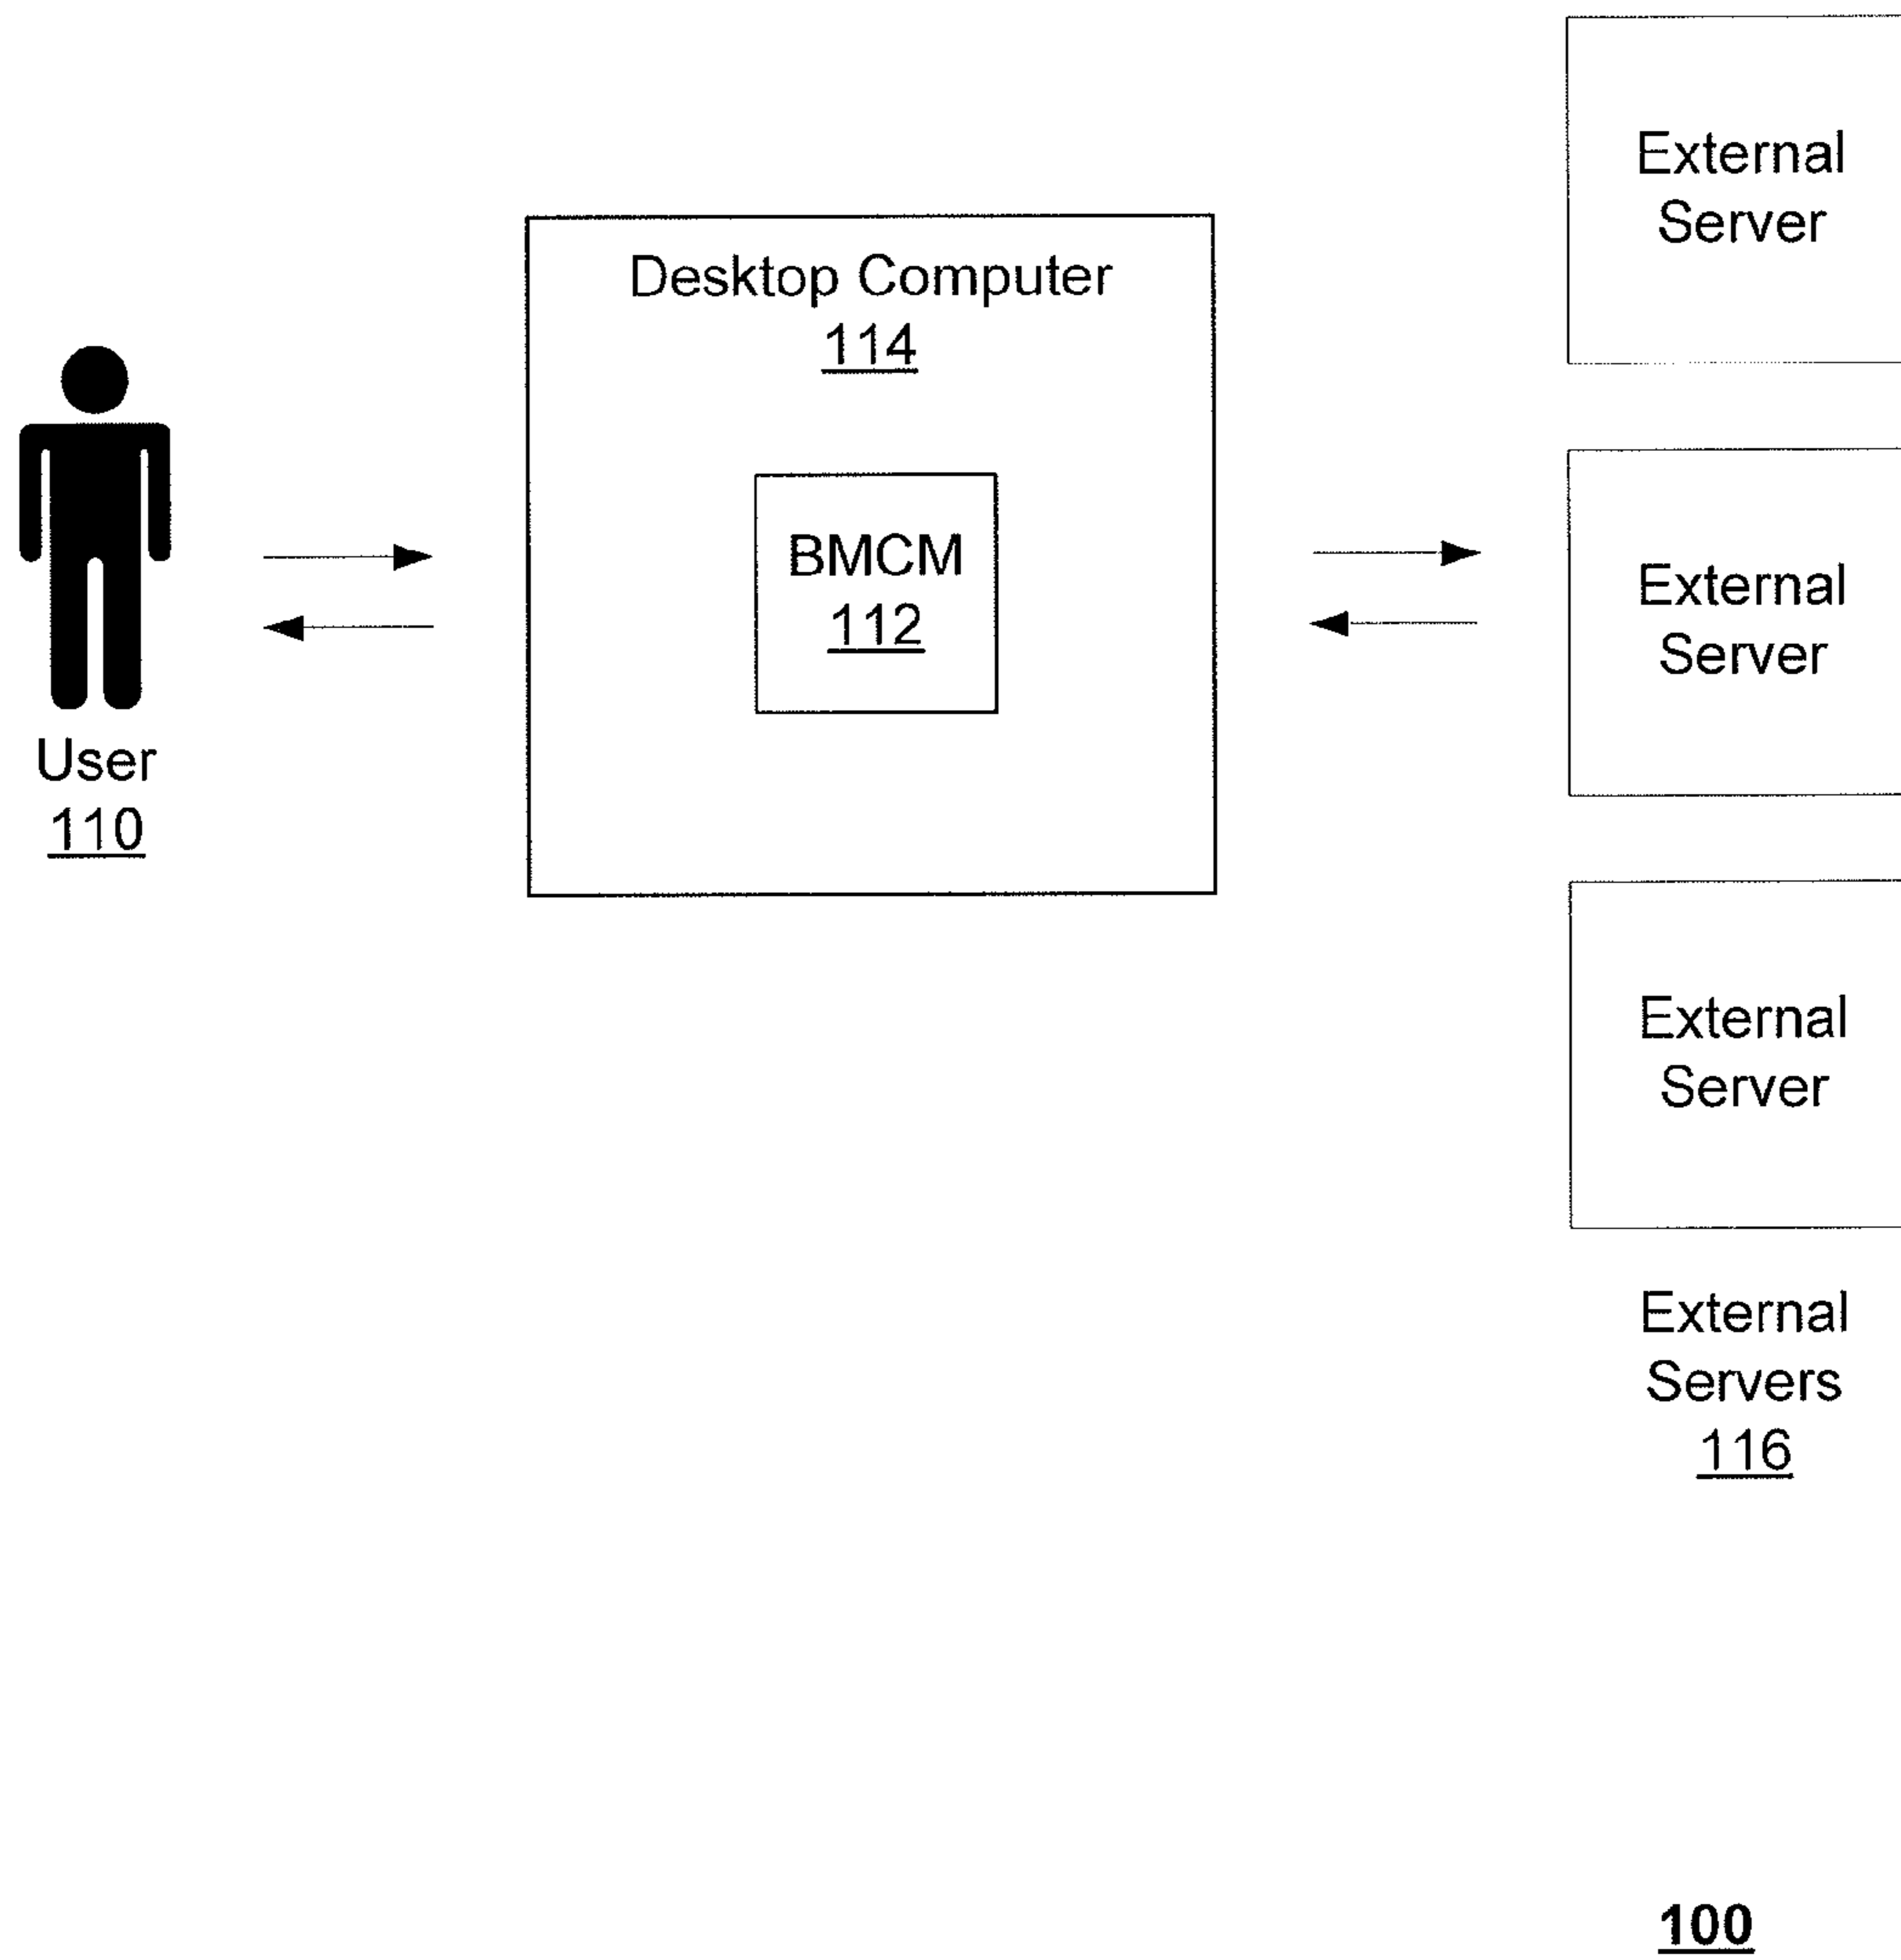 External
Server
Desktop Computer
114
BMCM
112
User
110
External
Server
External
Server
External
Servers
116
100